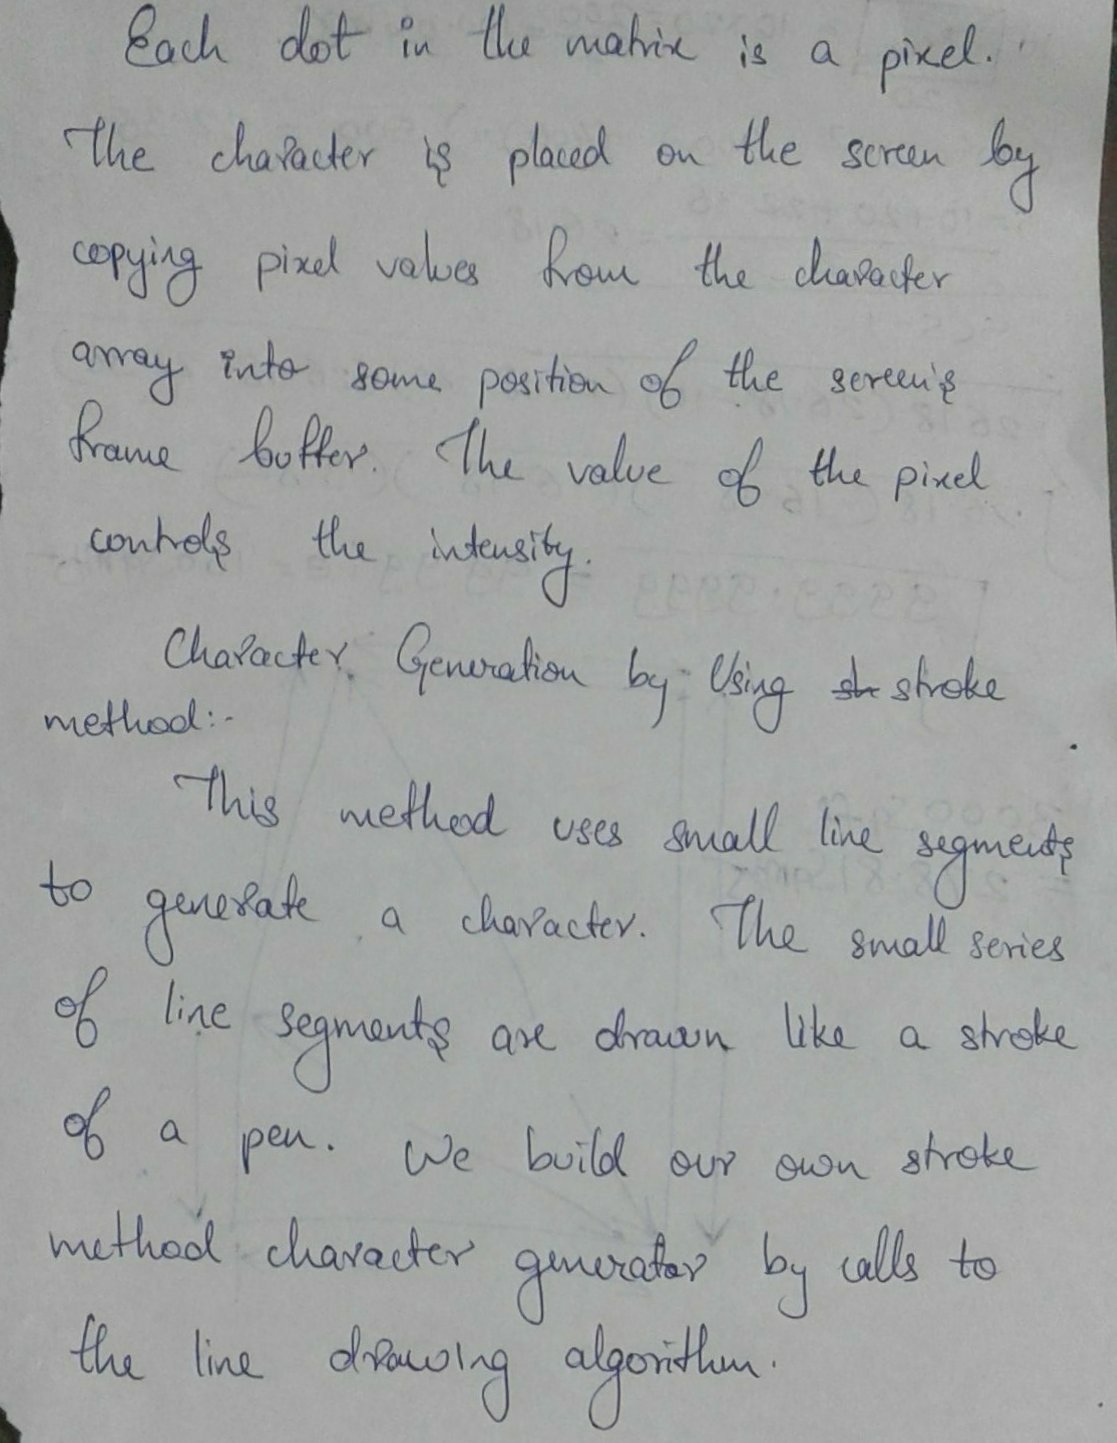 Each dot in the matrix is a pixel.
The character is placed on the screen by
copying pixel values from the character
array into some position of the screen's
frame buffer. The value of the pixel
controls the intensity.
Character Generation by Using stroke
method:-
This method uses small line segments
to generate a character. The small series
of line segments are drawn like a stroke
of a pen. We build our own stroke
method character generator by calls to
the line drawing algorithm.